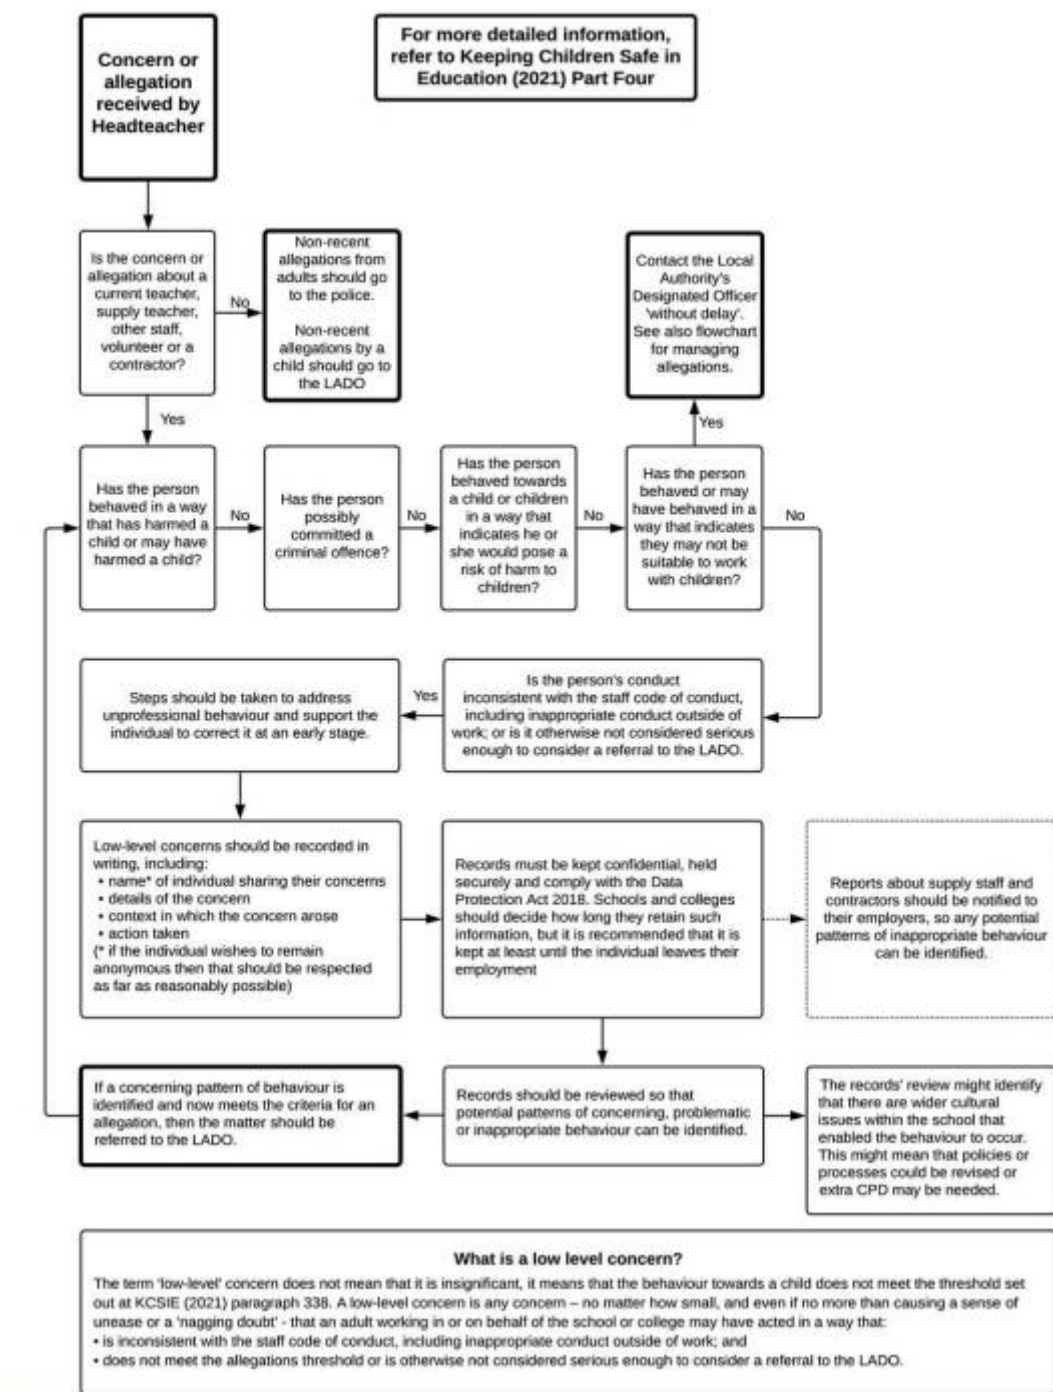 Concern or
allegation
received by
Headteacher
For more detailed information,
refer to Keeping Children Safe in
Education (2021) Part Four
Is the concern or
allegation about a
current teacher,
supply teacher,
other staff,
volunteer or a
contractor?
No
Non-recent
allegations from
adults should go
to the police.
Non-recent
allegations by a
child should go to
the LADO
Contact the Local
Authority's
Designated Officer
'without delay'.
See also flowchart
for managing
allegations.
Yes
Yes
Has the person
behaved in a way
that has harmed a
child or may have
harmed a child?
No
Has the person
possibly
committed a
criminal offence?
No
Has the person
behaved towards
a child or children
in a way that
indicates he or
she would pose a
risk of harm to
children?
No
Has the person
behaved or may
have behaved in a
way that indicates
they may not be
suitable to work
with children?
No
Steps should be taken to address
unprofessional behaviour and support the
individual to correct it at an early stage.
Yes
Is the person's conduct
inconsistent with the staff code of conduct,
including inappropriate conduct outside of
work; or is it otherwise not considered serious
enough to consider a referral to the LADO.
Low-level concerns should be recorded in
writing, including:
• name* of individual sharing their concerns
• details of the concern
• context in which the concern arose
• action taken
(* if the individual wishes to remain
anonymous then that should be respected
as far as reasonably possible)
Records must be kept confidential, held
securely and comply with the Data
Protection Act 2018. Schools and colleges
should decide how long they retain such
information, but it is recommended that it is
kept at least until the individual leaves their
employment
Reports about supply staff and
contractors should be notified to
their employers, so any potential
patterns of inappropriate behaviour
can be identified.
If a concerning pattern of behaviour is
identified and now meets the criteria for an
allegation, then the matter should be
referred to the LADO.
Records should be reviewed so that
potential patterns of concerning, problematic
or inappropriate behaviour can be identified.
The records' review might identify
that there are wider cultural
issues within the school that
enabled the behaviour to occur.
This might mean that policies or
processes could be revised or
extra CPD may be needed.
What is a low level concern?
The term 'low-level' concern does not mean that it is insignificant, it means that the behaviour towards a child does not meet the threshold set
out at KCSIE (2021) paragraph 338. A low-level concern is any concern – no matter how small, and even if no more than causing a sense of
unease or a 'nagging doubt' - that an adult working in or on behalf of the school or college may have acted in a way that:
• is inconsistent with the staff code of conduct, including inappropriate conduct outside of work; and
• does not meet the allegations threshold or is otherwise not considered serious enough to consider a referral to the LADO.